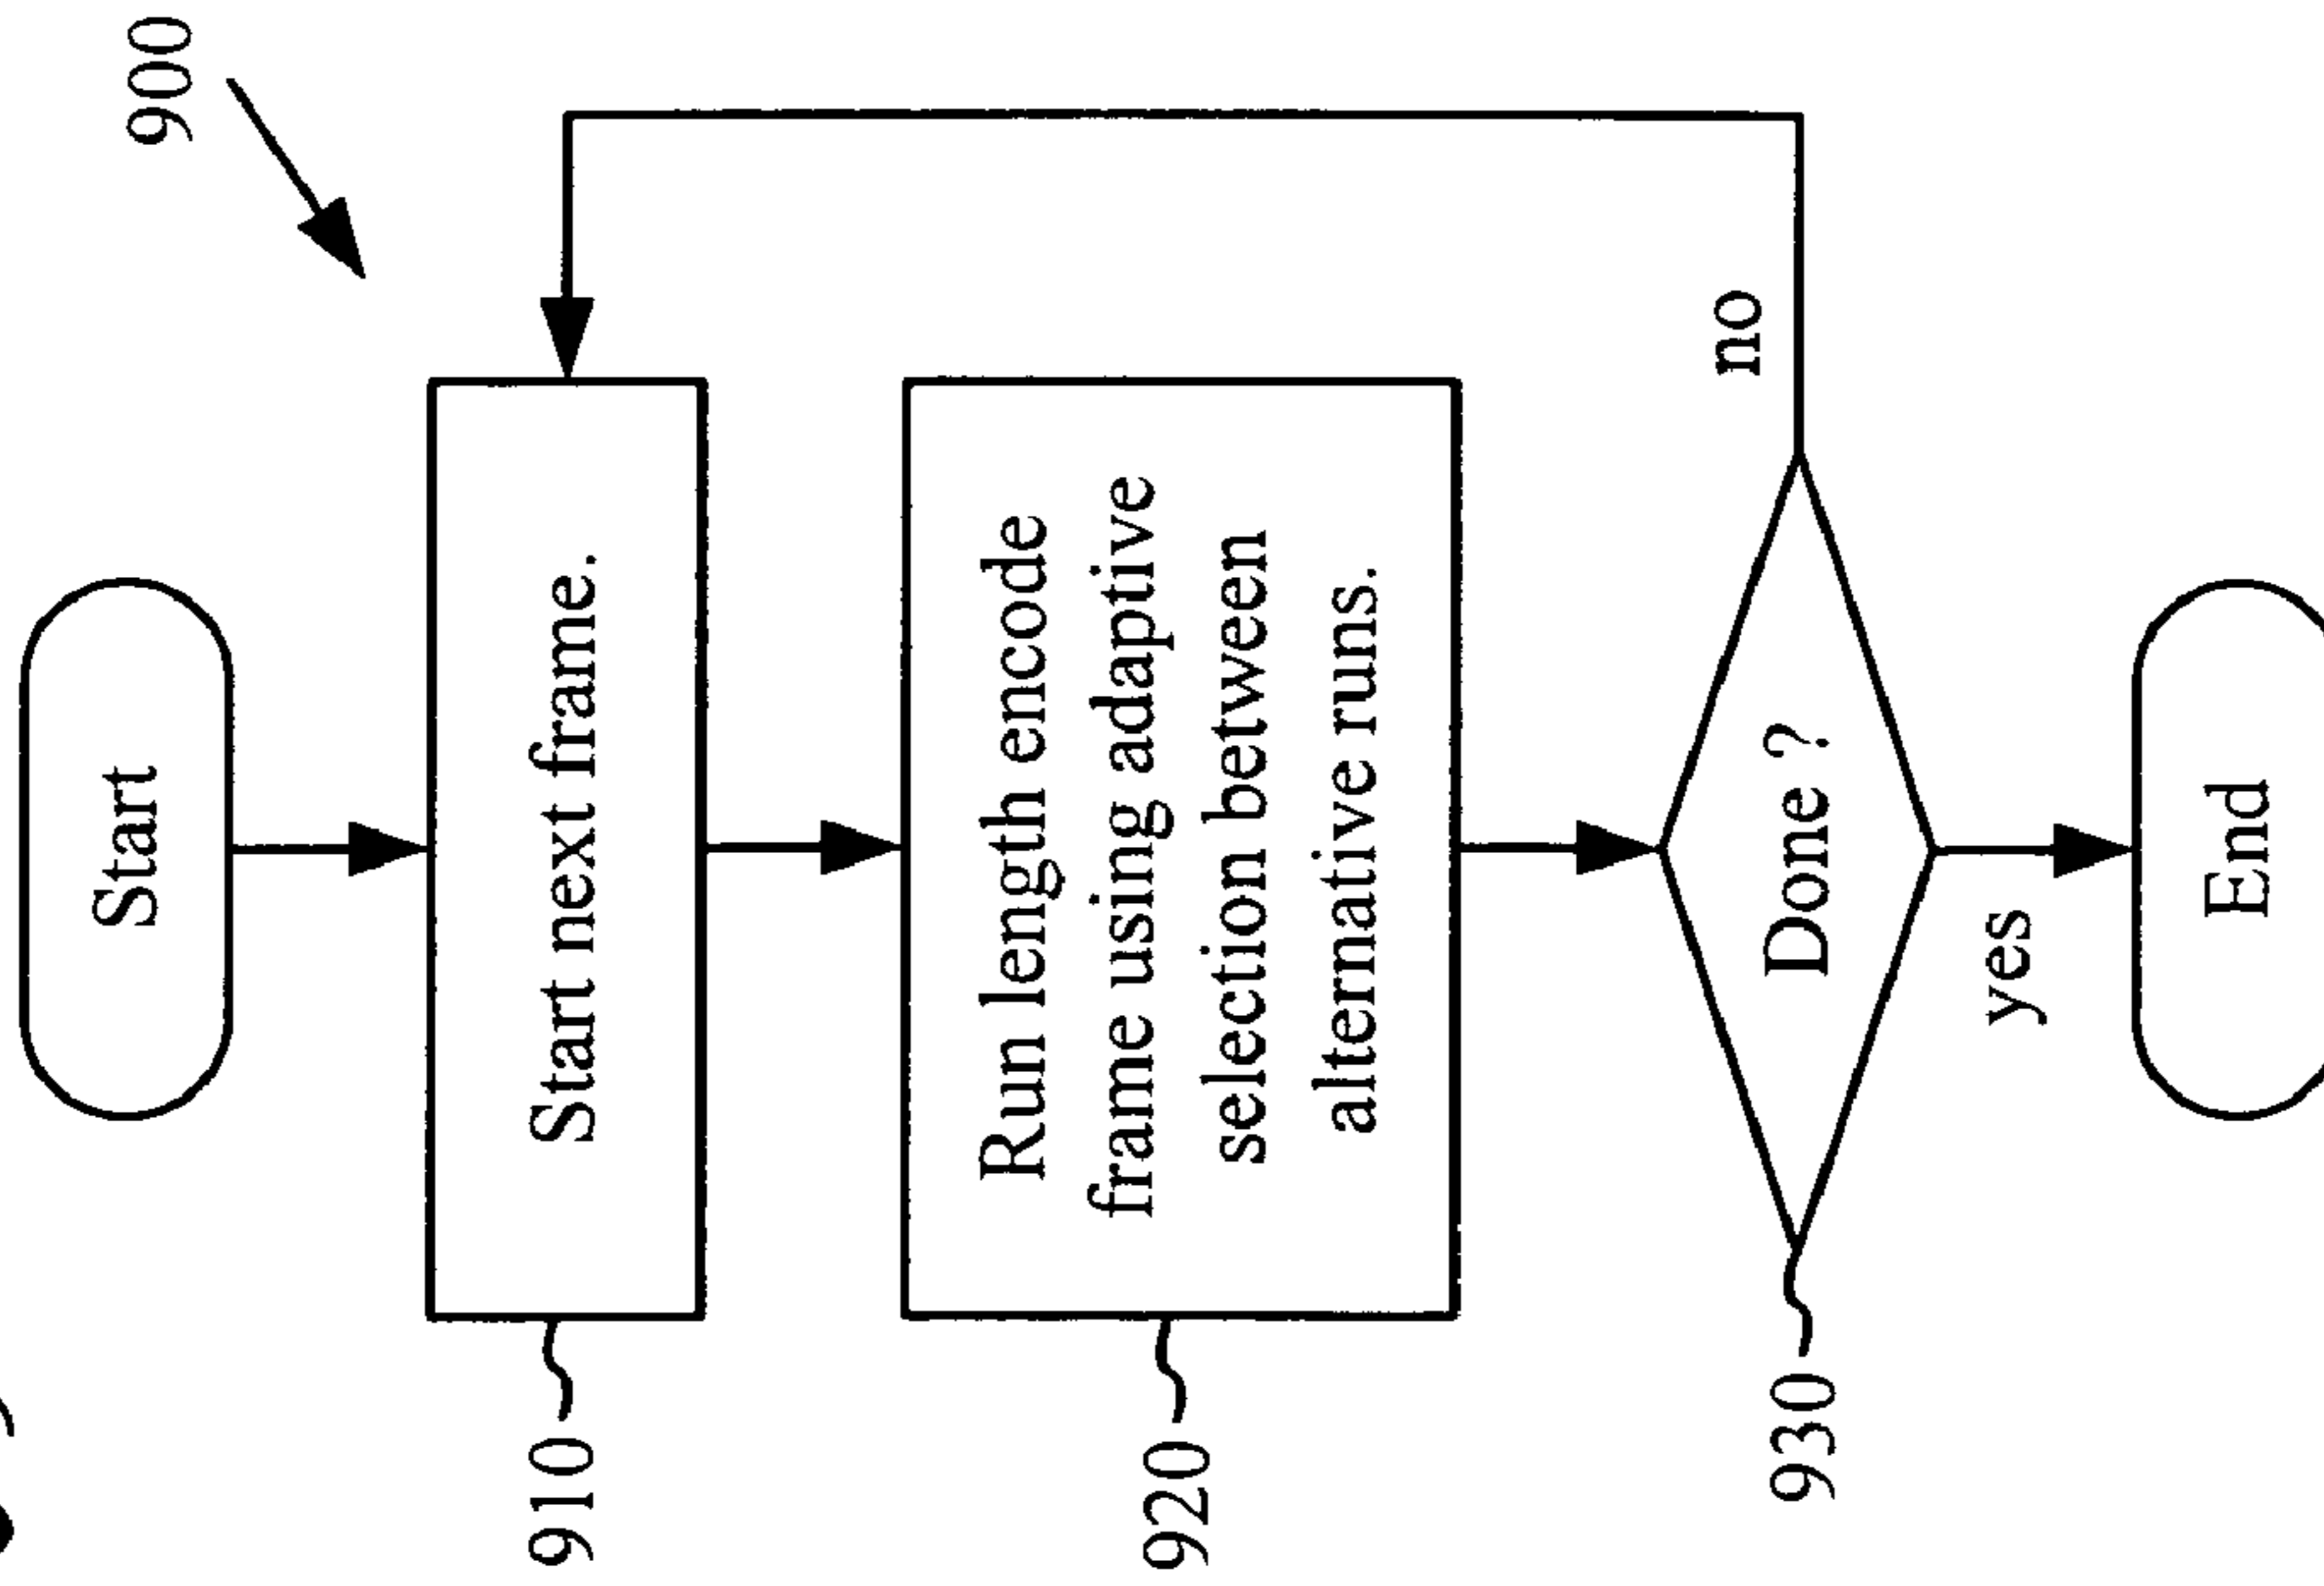 900
Start
910
Start next frame.
920
Run length encode
frame using adaptive
selection between
alternative runs.
930
Done ?
no
yes
End